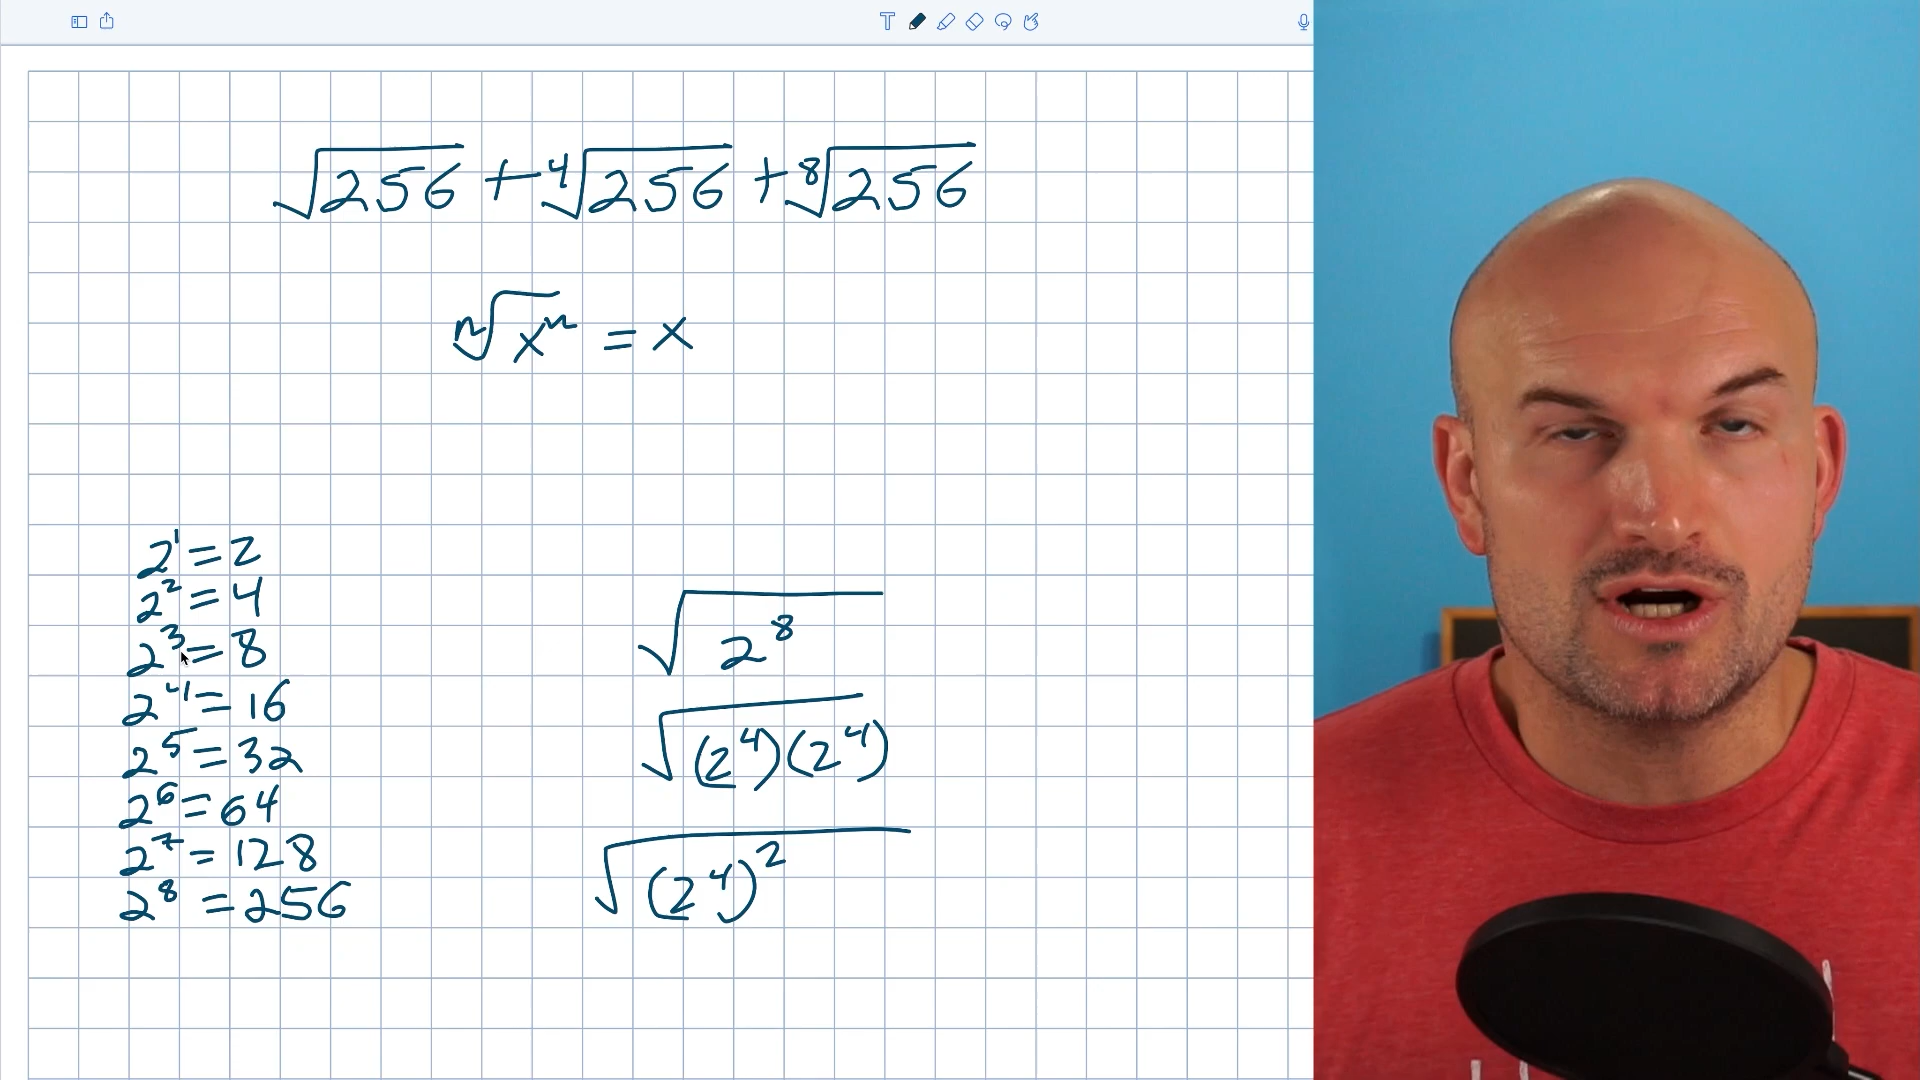 √256 + ⁴√256 + ⁸√256
ⁿ√xⁿ = x
2¹ = 2
2² = 4
2³ = 8
2⁴ = 16
2⁵ = 32
2⁶ = 64
2⁷ = 128
2⁸ = 256
√2⁸
√(2⁴)(2⁴)
√(2⁴)²